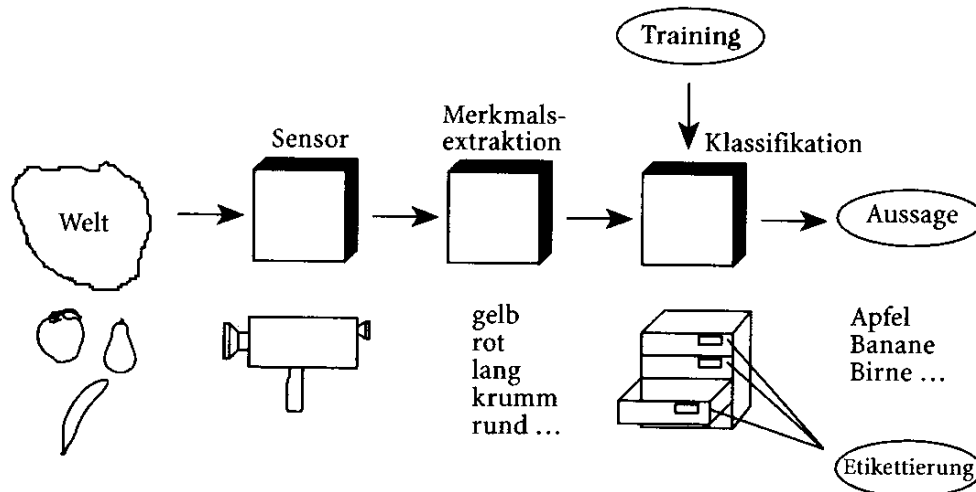 Training
Sensor
Merkmals-
extraktion
Klassifikation
Welt
Aussage
gelb
rot
lang
krumm
rund ...
Apfel
Banane
Birne ...
Etikettierung